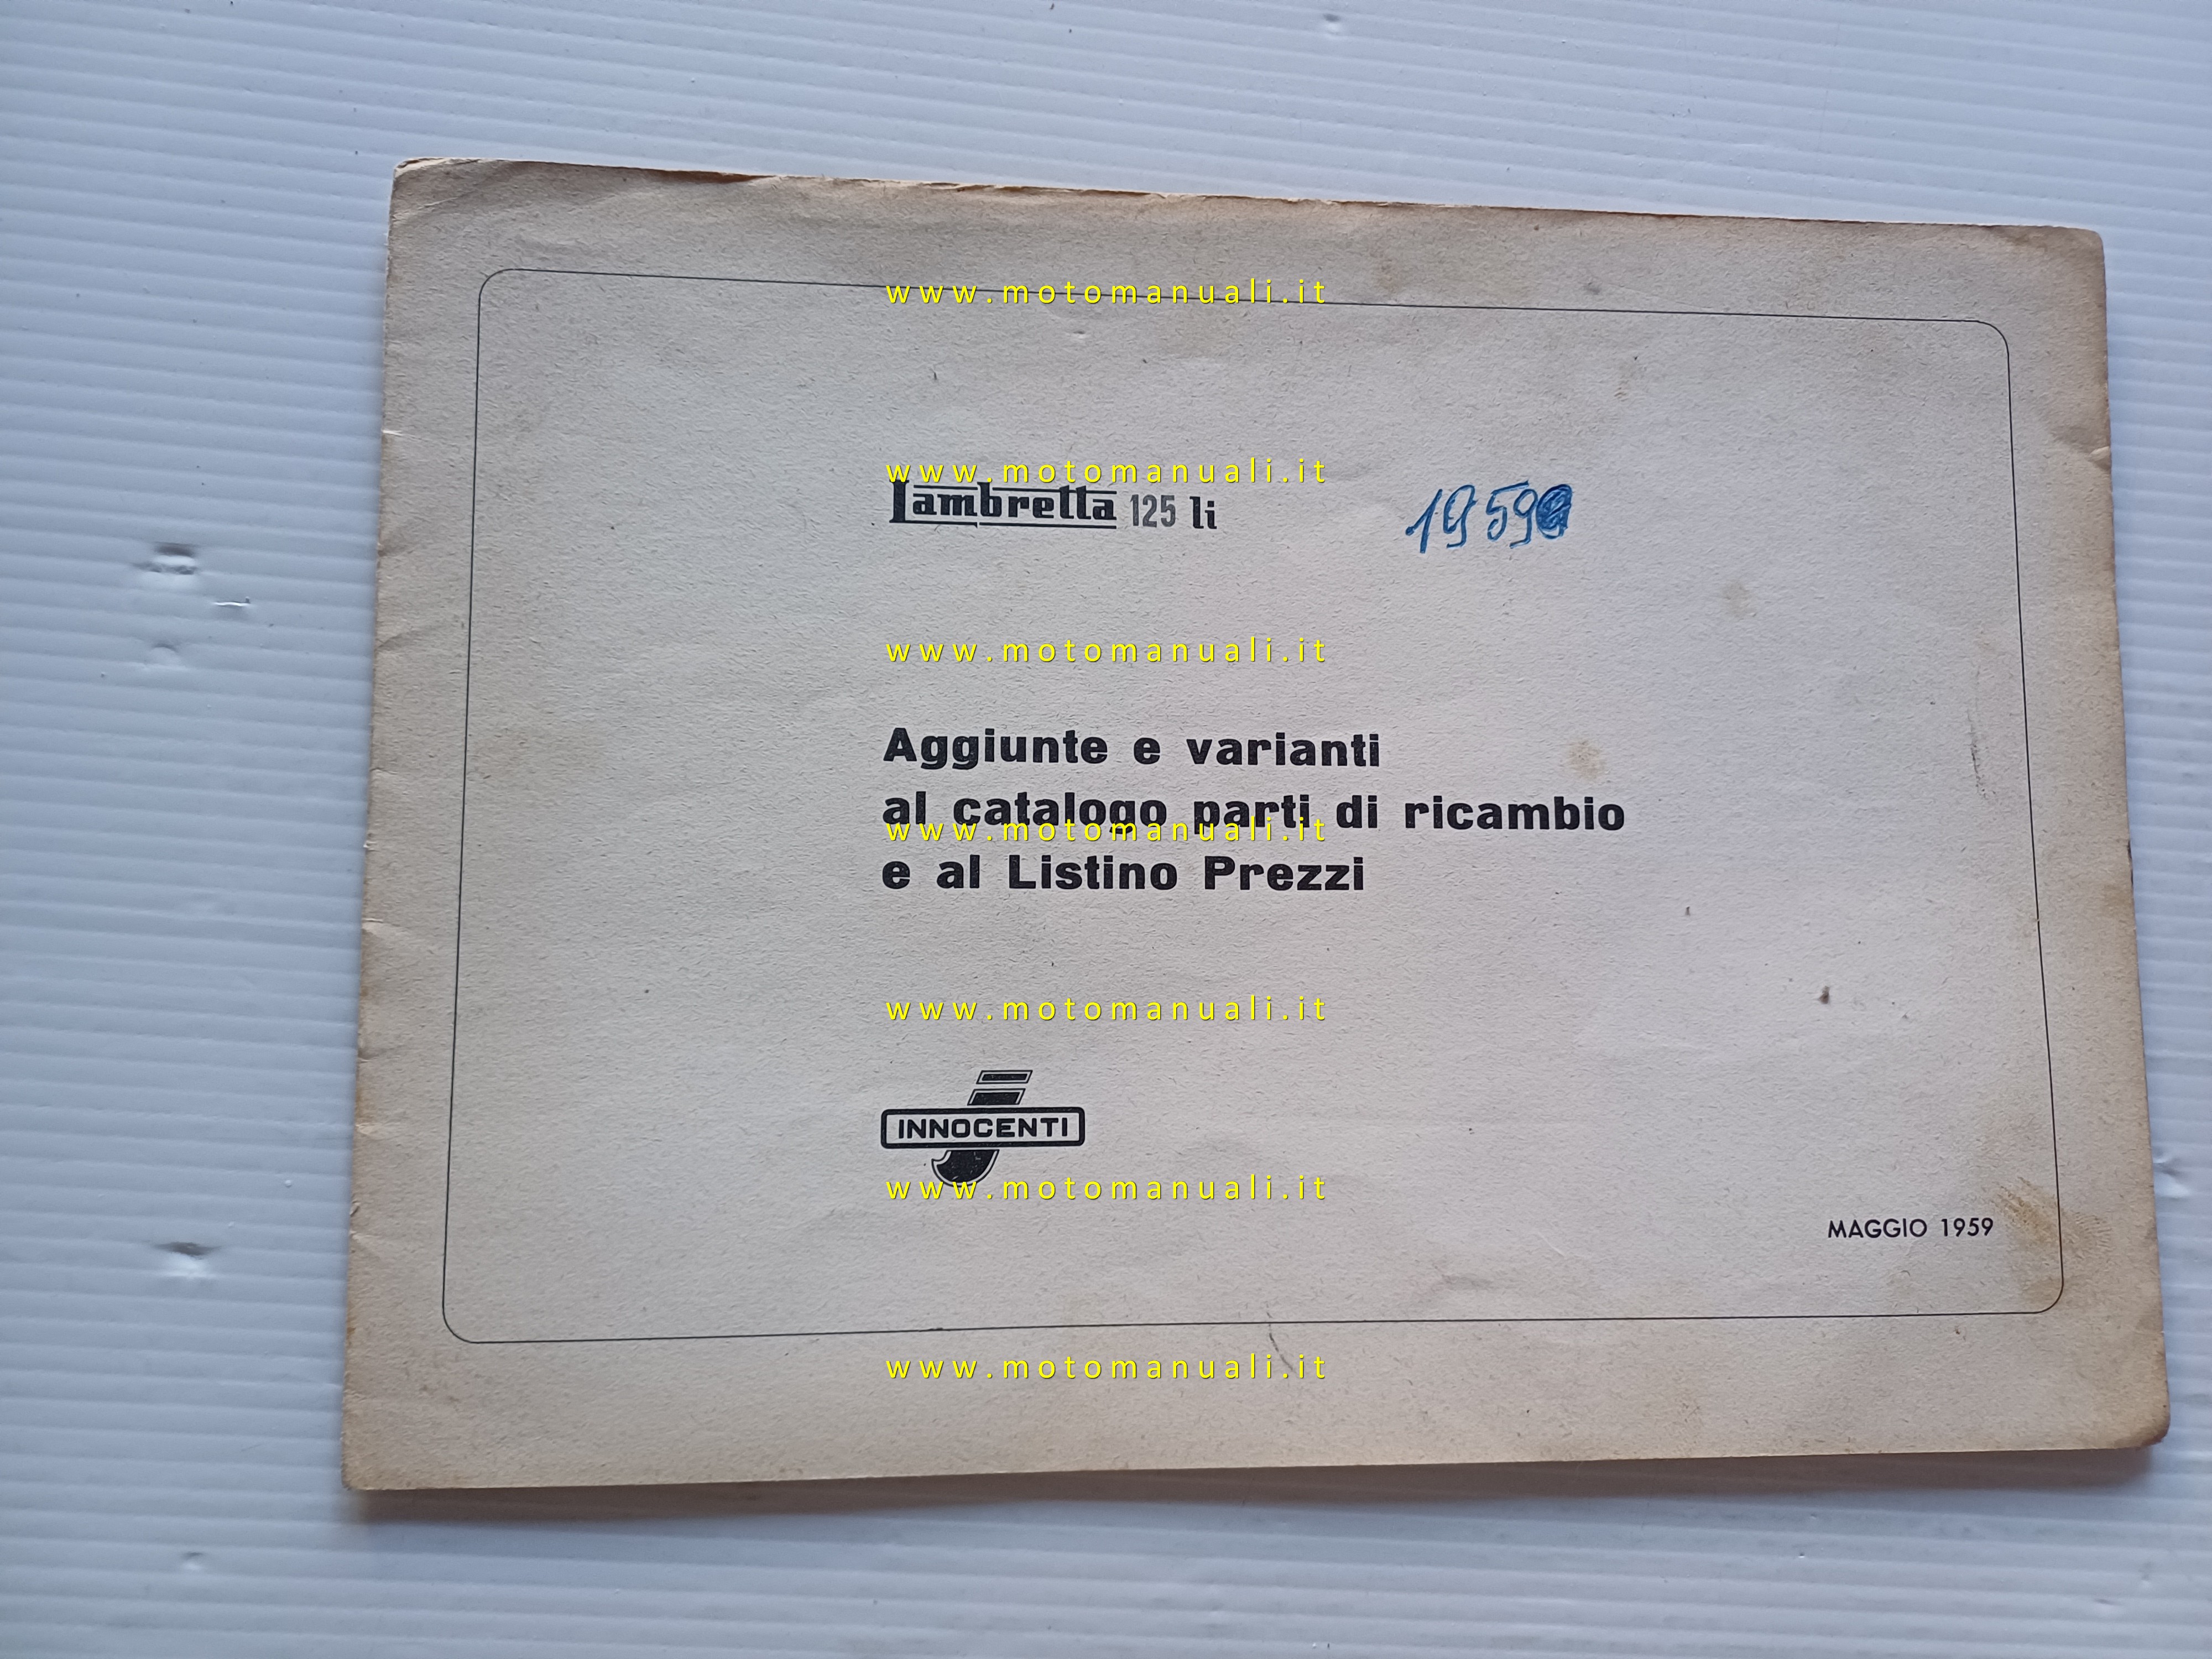 www.motomanuali.it
www.motomanuali.it
Lambretta 125 li 1959
www.motomanuali.it
Aggiunte e varianti
al catalogo parti di ricambio
www.motomanuali.it
e al Listino Prezzi
www.motomanuali.it
INNOCENTI
www.motomanuali.it
MAGGIO 1959
www.motomanuali.it